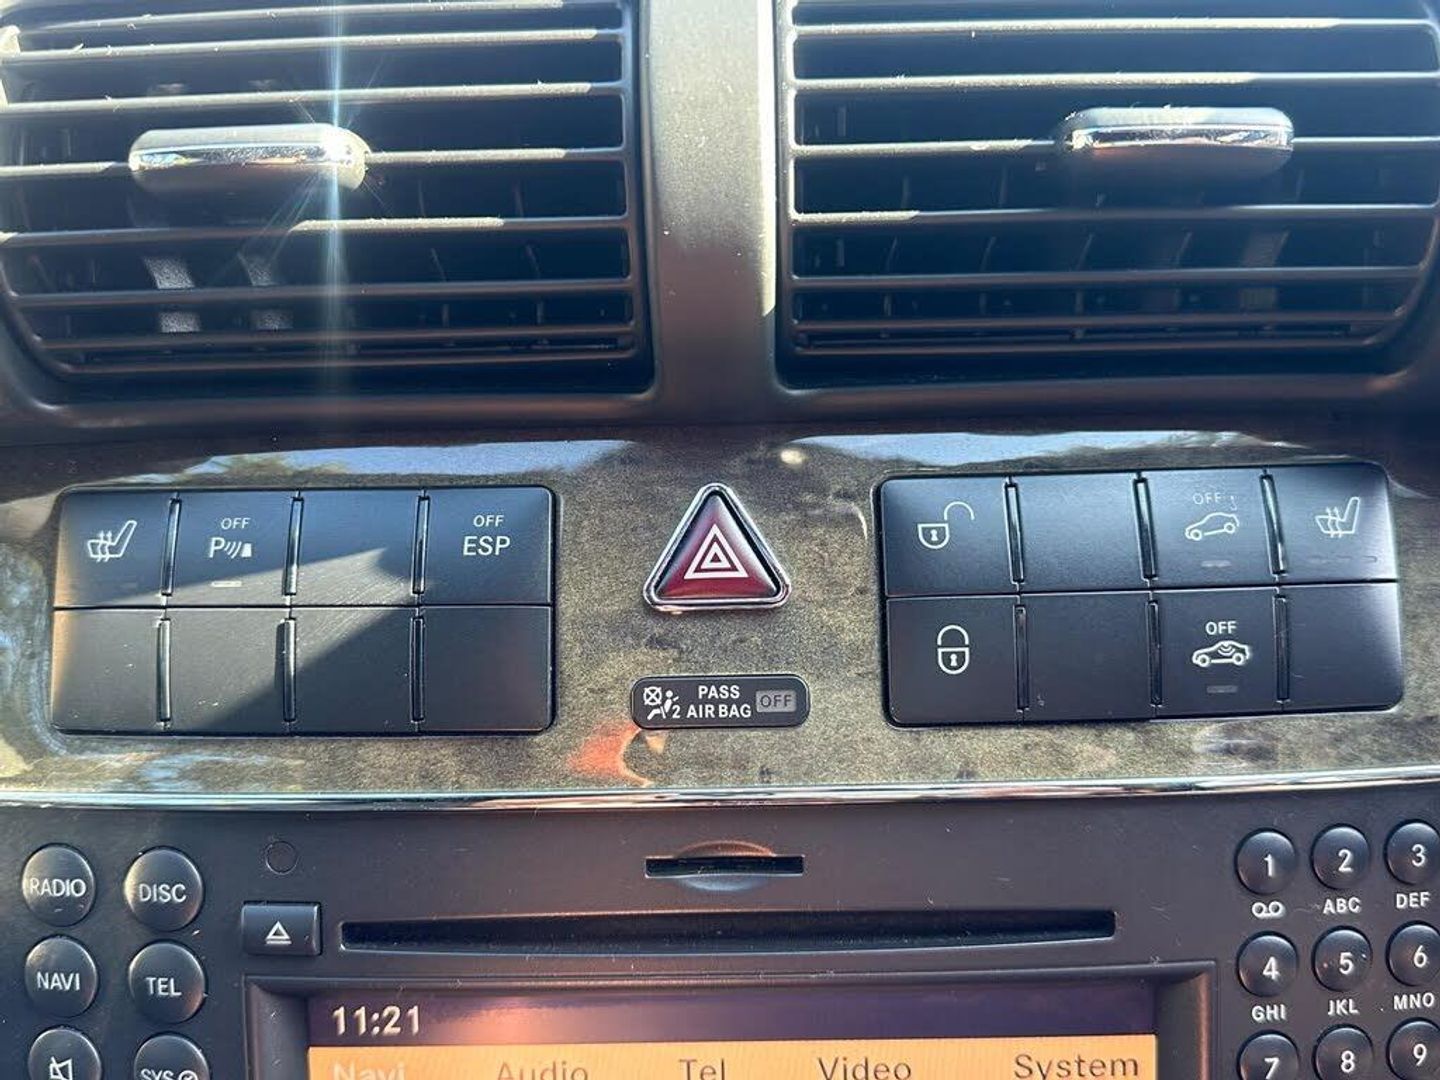 OFF
P
OFF
ESP
OFF
OFF
2
PASS
AIR BAG
OFF
RADIO
DISC
NAVI
TEL
SYS
1
2
ABC
3
DEF
4
GHI
5
JKL
6
MNO
7
8
9
11:21
Navi Audio Tel Video System